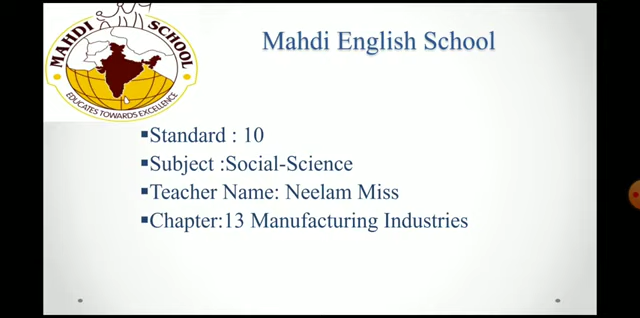 MAHDI SCHOOL
EDUCATES TOWARDS EXCELLENCE
Mahdi English School
▪Standard : 10
▪Subject :Social-Science
▪Teacher Name: Neelam Miss
▪Chapter:13 Manufacturing Industries